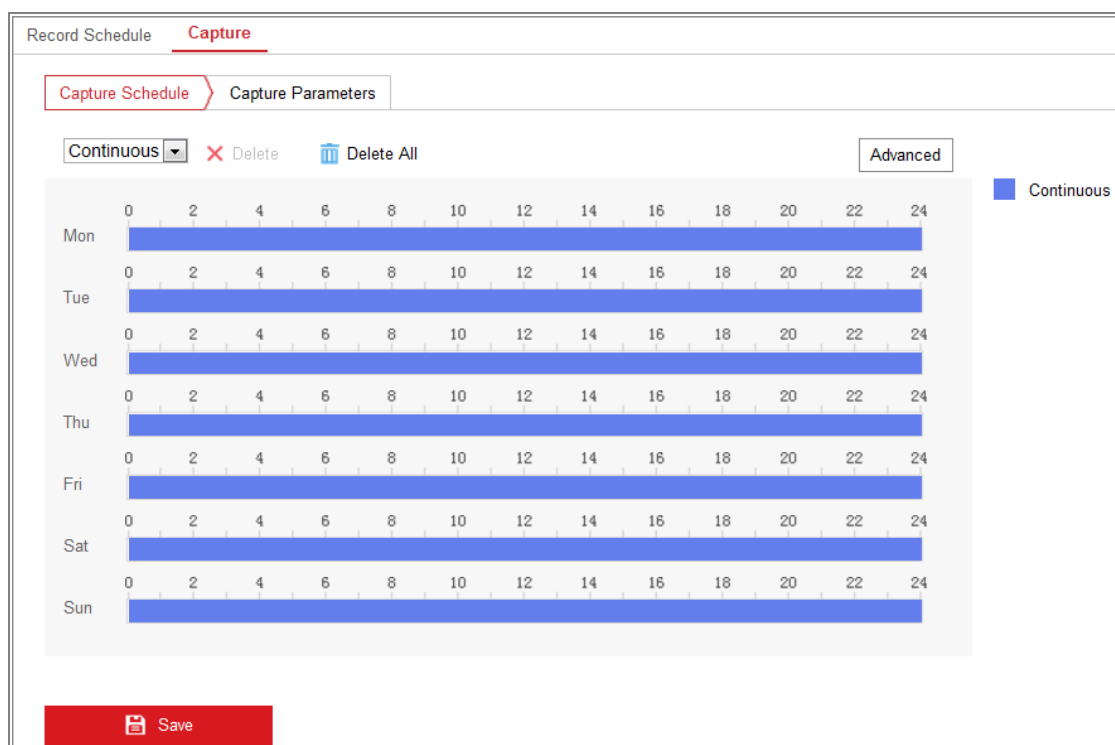 Record Schedule Capture
Capture Schedule Capture Parameters
Continuous Delete Delete All Advanced
Continuous
0 2 4 6 8 10 12 14 16 18 20 22 24
Mon
0 2 4 6 8 10 12 14 16 18 20 22 24
Tue
0 2 4 6 8 10 12 14 16 18 20 22 24
Wed
0 2 4 6 8 10 12 14 16 18 20 22 24
Thu
0 2 4 6 8 10 12 14 16 18 20 22 24
Fri
0 2 4 6 8 10 12 14 16 18 20 22 24
Sat
0 2 4 6 8 10 12 14 16 18 20 22 24
Sun
Save